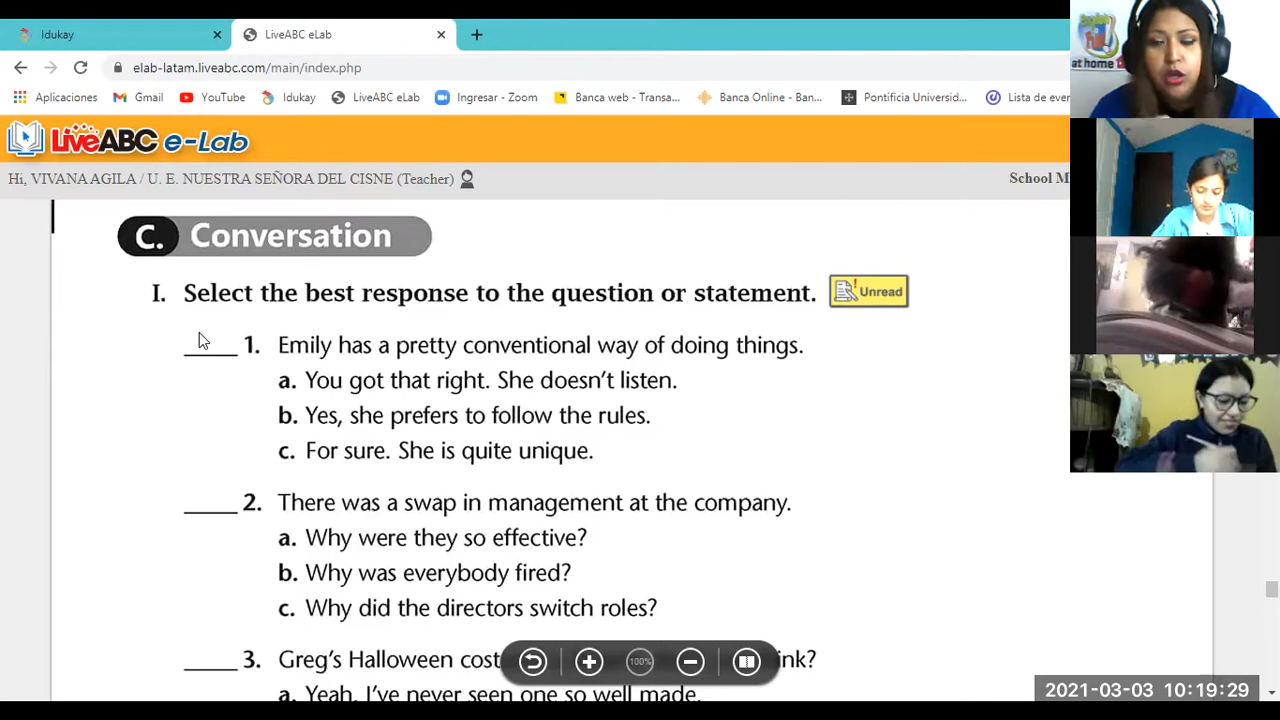 Idukay
LiveABC eLab
elab-latam.liveabc.com/main/index.php
Aplicaciones Gmail YouTube Idukay LiveABC eLab Ingresar - Zoom Banca web - Transa... Banca Online - Ban... Pontificia Universid... Lista de ever
LiveABC e-Lab
Hi, VIVANA AGILA / U. E. NUESTRA SEÑORA DEL CISNE (Teacher)
School M
C. Conversation
I. Select the best response to the question or statement. Unread
____ 1. Emily has a pretty conventional way of doing things.
a. You got that right. She doesn't listen.
b. Yes, she prefers to follow the rules.
c. For sure. She is quite unique.
____ 2. There was a swap in management at the company.
a. Why were they so effective?
b. Why was everybody fired?
c. Why did the directors switch roles?
____ 3. Greg's Halloween cost ink?
100%
a. Yeah, I've never seen one so well made.
at home
2021-03-03 10:19:29